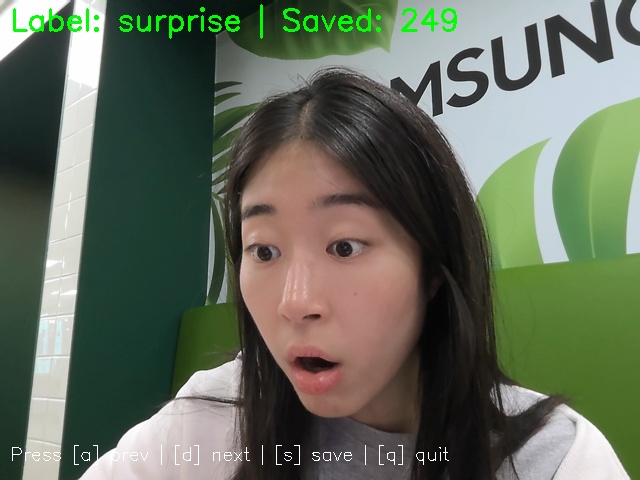 Label: surprise | Saved: 249
MSUNG
Press [a] prev | [d] next | [s] save | [q] quit